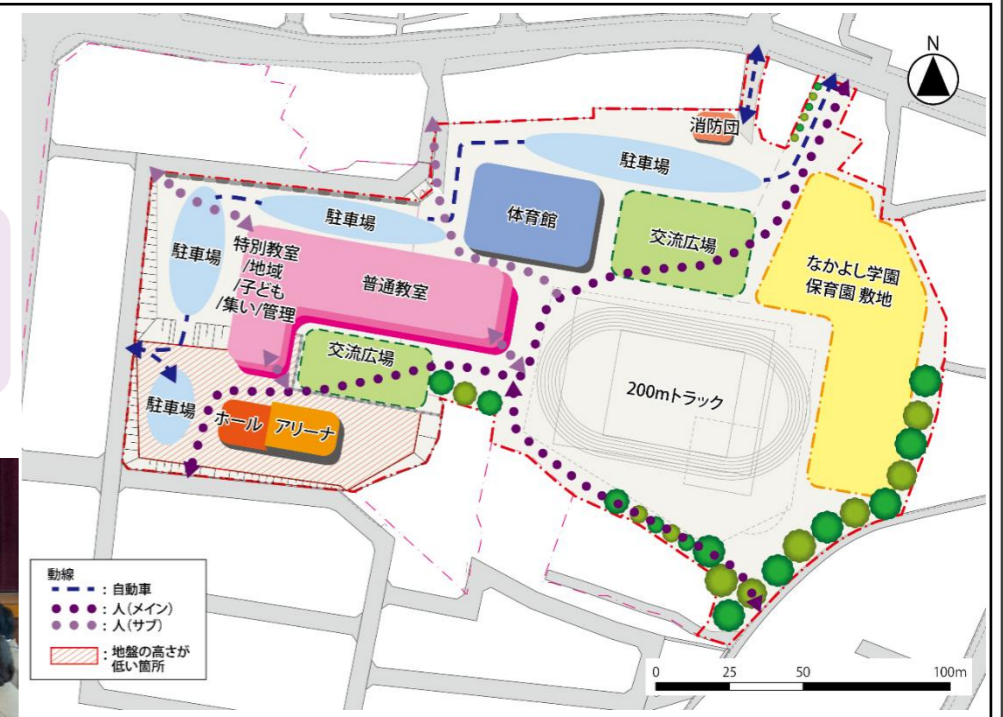 N
消防団
駐車場
体育館
交流広場
なかよし学園
保育園 敷地
駐車場
駐車場
特別教室
/地域
/子ども
/集い/管理
普通教室
交流広場
200mトラック
駐車場
ホール
アリーナ
動線
：自動車
：人(メイン)
：人(サブ)
：地盤の高さが
低い箇所
0 25 50 100m